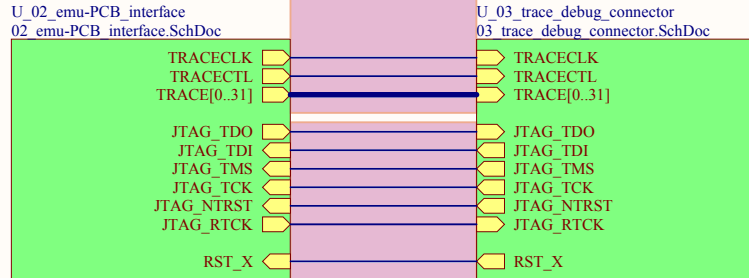 U_02_emu-PCB_interface
02_emu-PCB_interface.SchDoc
U_03_trace_debug_connector
03_trace_debug_connector.SchDoc
TRACECLK TRACECLK
TRACECTL TRACECTL
TRACE[0..31] TRACE[0..31]
JTAG_TDO JTAG_TDO
JTAG_TDI JTAG_TDI
JTAG_TMS JTAG_TMS
JTAG_TCK JTAG_TCK
JTAG_NTRST JTAG_NTRST
JTAG_RTCK JTAG_RTCK
RST_X RST_X